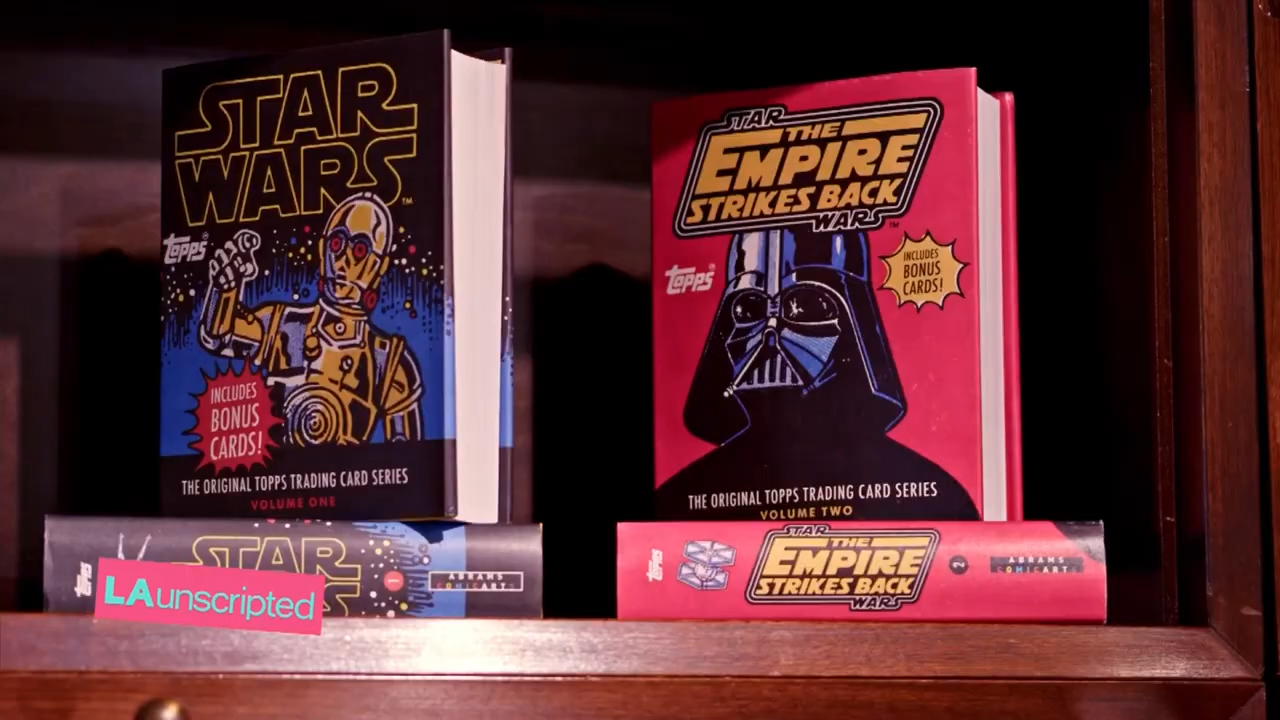 STAR
WARS
TM
Topps
INCLUDES
BONUS
CARDS!
THE ORIGINAL TOPPS TRADING CARD SERIES
VOLUME ONE
STAR
THE
EMPIRE
STRIKES BACK
WARS
TM
Topps
INCLUDES
BONUS
CARDS!
THE ORIGINAL TOPPS TRADING CARD SERIES
VOLUME TWO
Topps
STAR
1
ABRAMS
COMICARTS
LAunscripted
Topps
STAR
THE
EMPIRE
STRIKES BACK
WARS
2
ABRAMS
COMICARTS